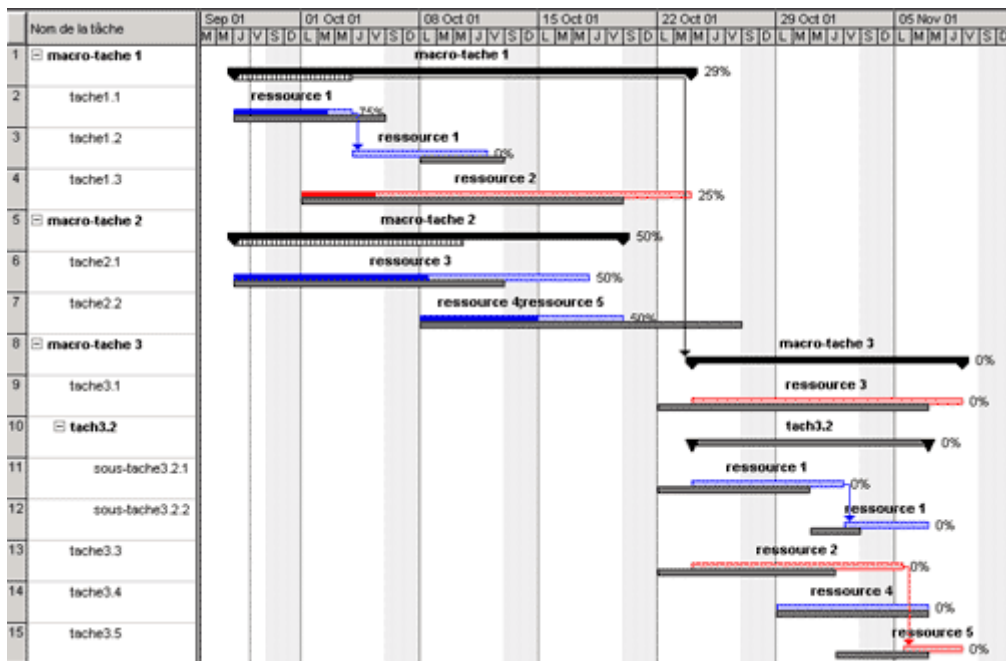 Nom de la tâche Sep 01 01 Oct 01 08 Oct 01 15 Oct 01 22 Oct 01 29 Oct 01 05 Nov 01
M M J V S D L M M J V S D L M M J V S D L M M J V S D L M M J V S D L M M J V S D L M M J V S D
1 macro-tache 1 macro-tache 1 29%
2 tache1.1 ressource 1 75%
3 tache1.2 ressource 1 0%
4 tache1.3 ressource 2 25%
5 macro-tache 2 macro-tache 2 50%
6 tache2.1 ressource 3 50%
7 tache2.2 ressource 4;ressource 5 50%
8 macro-tache 3 macro-tache 3 0%
9 tache3.1 ressource 3 0%
10 tach3.2 tach3.2 0%
11 sous-tache3.2.1 ressource 1 0%
12 sous-tache3.2.2 ressource 1 0%
13 tache3.3 ressource 2 0%
14 tache3.4 ressource 4 0%
15 tache3.5 ressource 5 0%